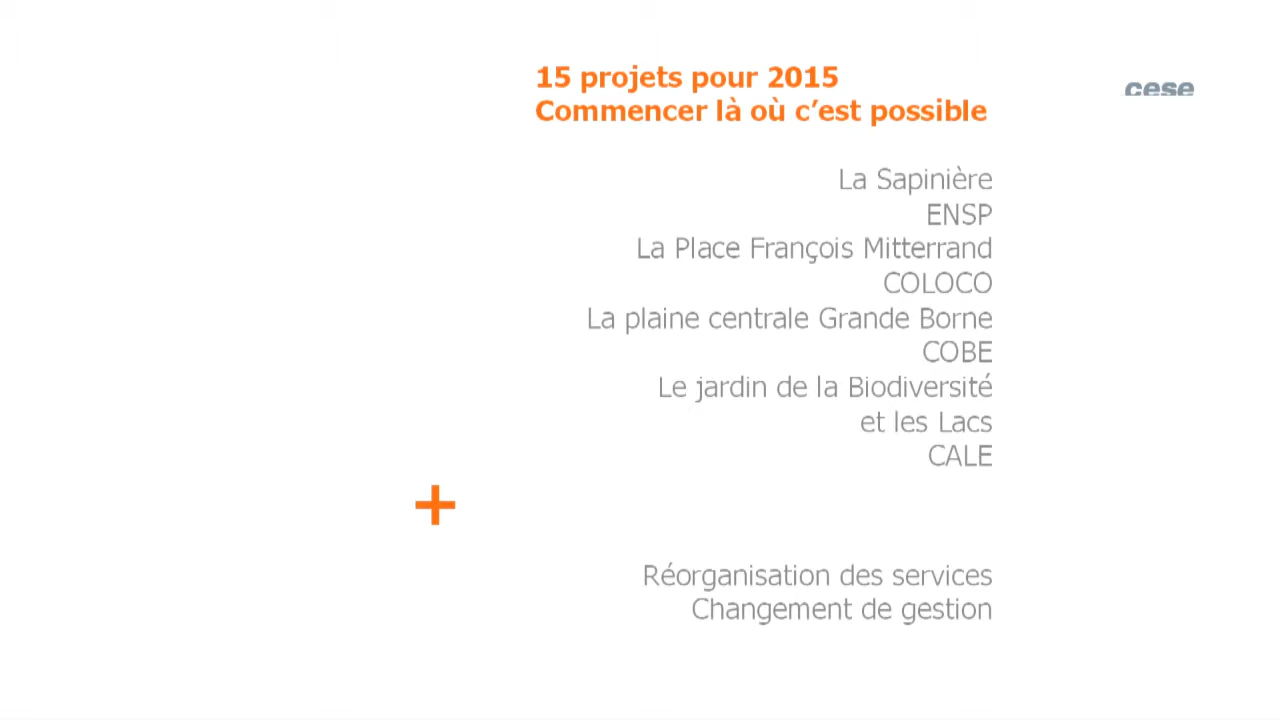 15 projets pour 2015
Commencer là où c’est possible
cese
La Sapinière
ENSP
La Place François Mitterrand
COLOCO
La plaine centrale Grande Borne
COBE
Le jardin de la Biodiversité
et les Lacs
CALE
+
Réorganisation des services
Changement de gestion